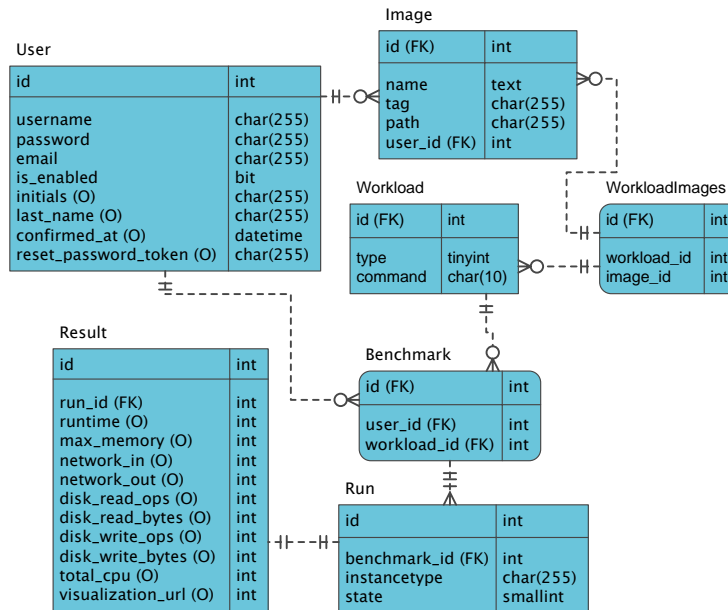 Image
id (FK) int
name text
tag char(255)
path char(255)
user_id (FK) int
User
id int
username char(255)
password char(255)
email char(255)
is_enabled bit
initials (O) char(255)
last_name (O) char(255)
confirmed_at (O) datetime
reset_password_token (O) char(255)
Workload
id (FK) int
type tinyint
command char(10)
WorkloadImages
id (FK) int
workload_id int
image_id int
Result
id int
run_id (FK) int
runtime (O) int
max_memory (O) int
network_in (O) int
network_out (O) int
disk_read_ops (O) int
disk_read_bytes (O) int
disk_write_ops (O) int
disk_write_bytes (O) int
total_cpu (O) int
visualization_url (O) int
Benchmark
id (FK) int
user_id (FK) int
workload_id (FK) int
Run
id int
benchmark_id (FK) int
instancetype char(255)
state smallint